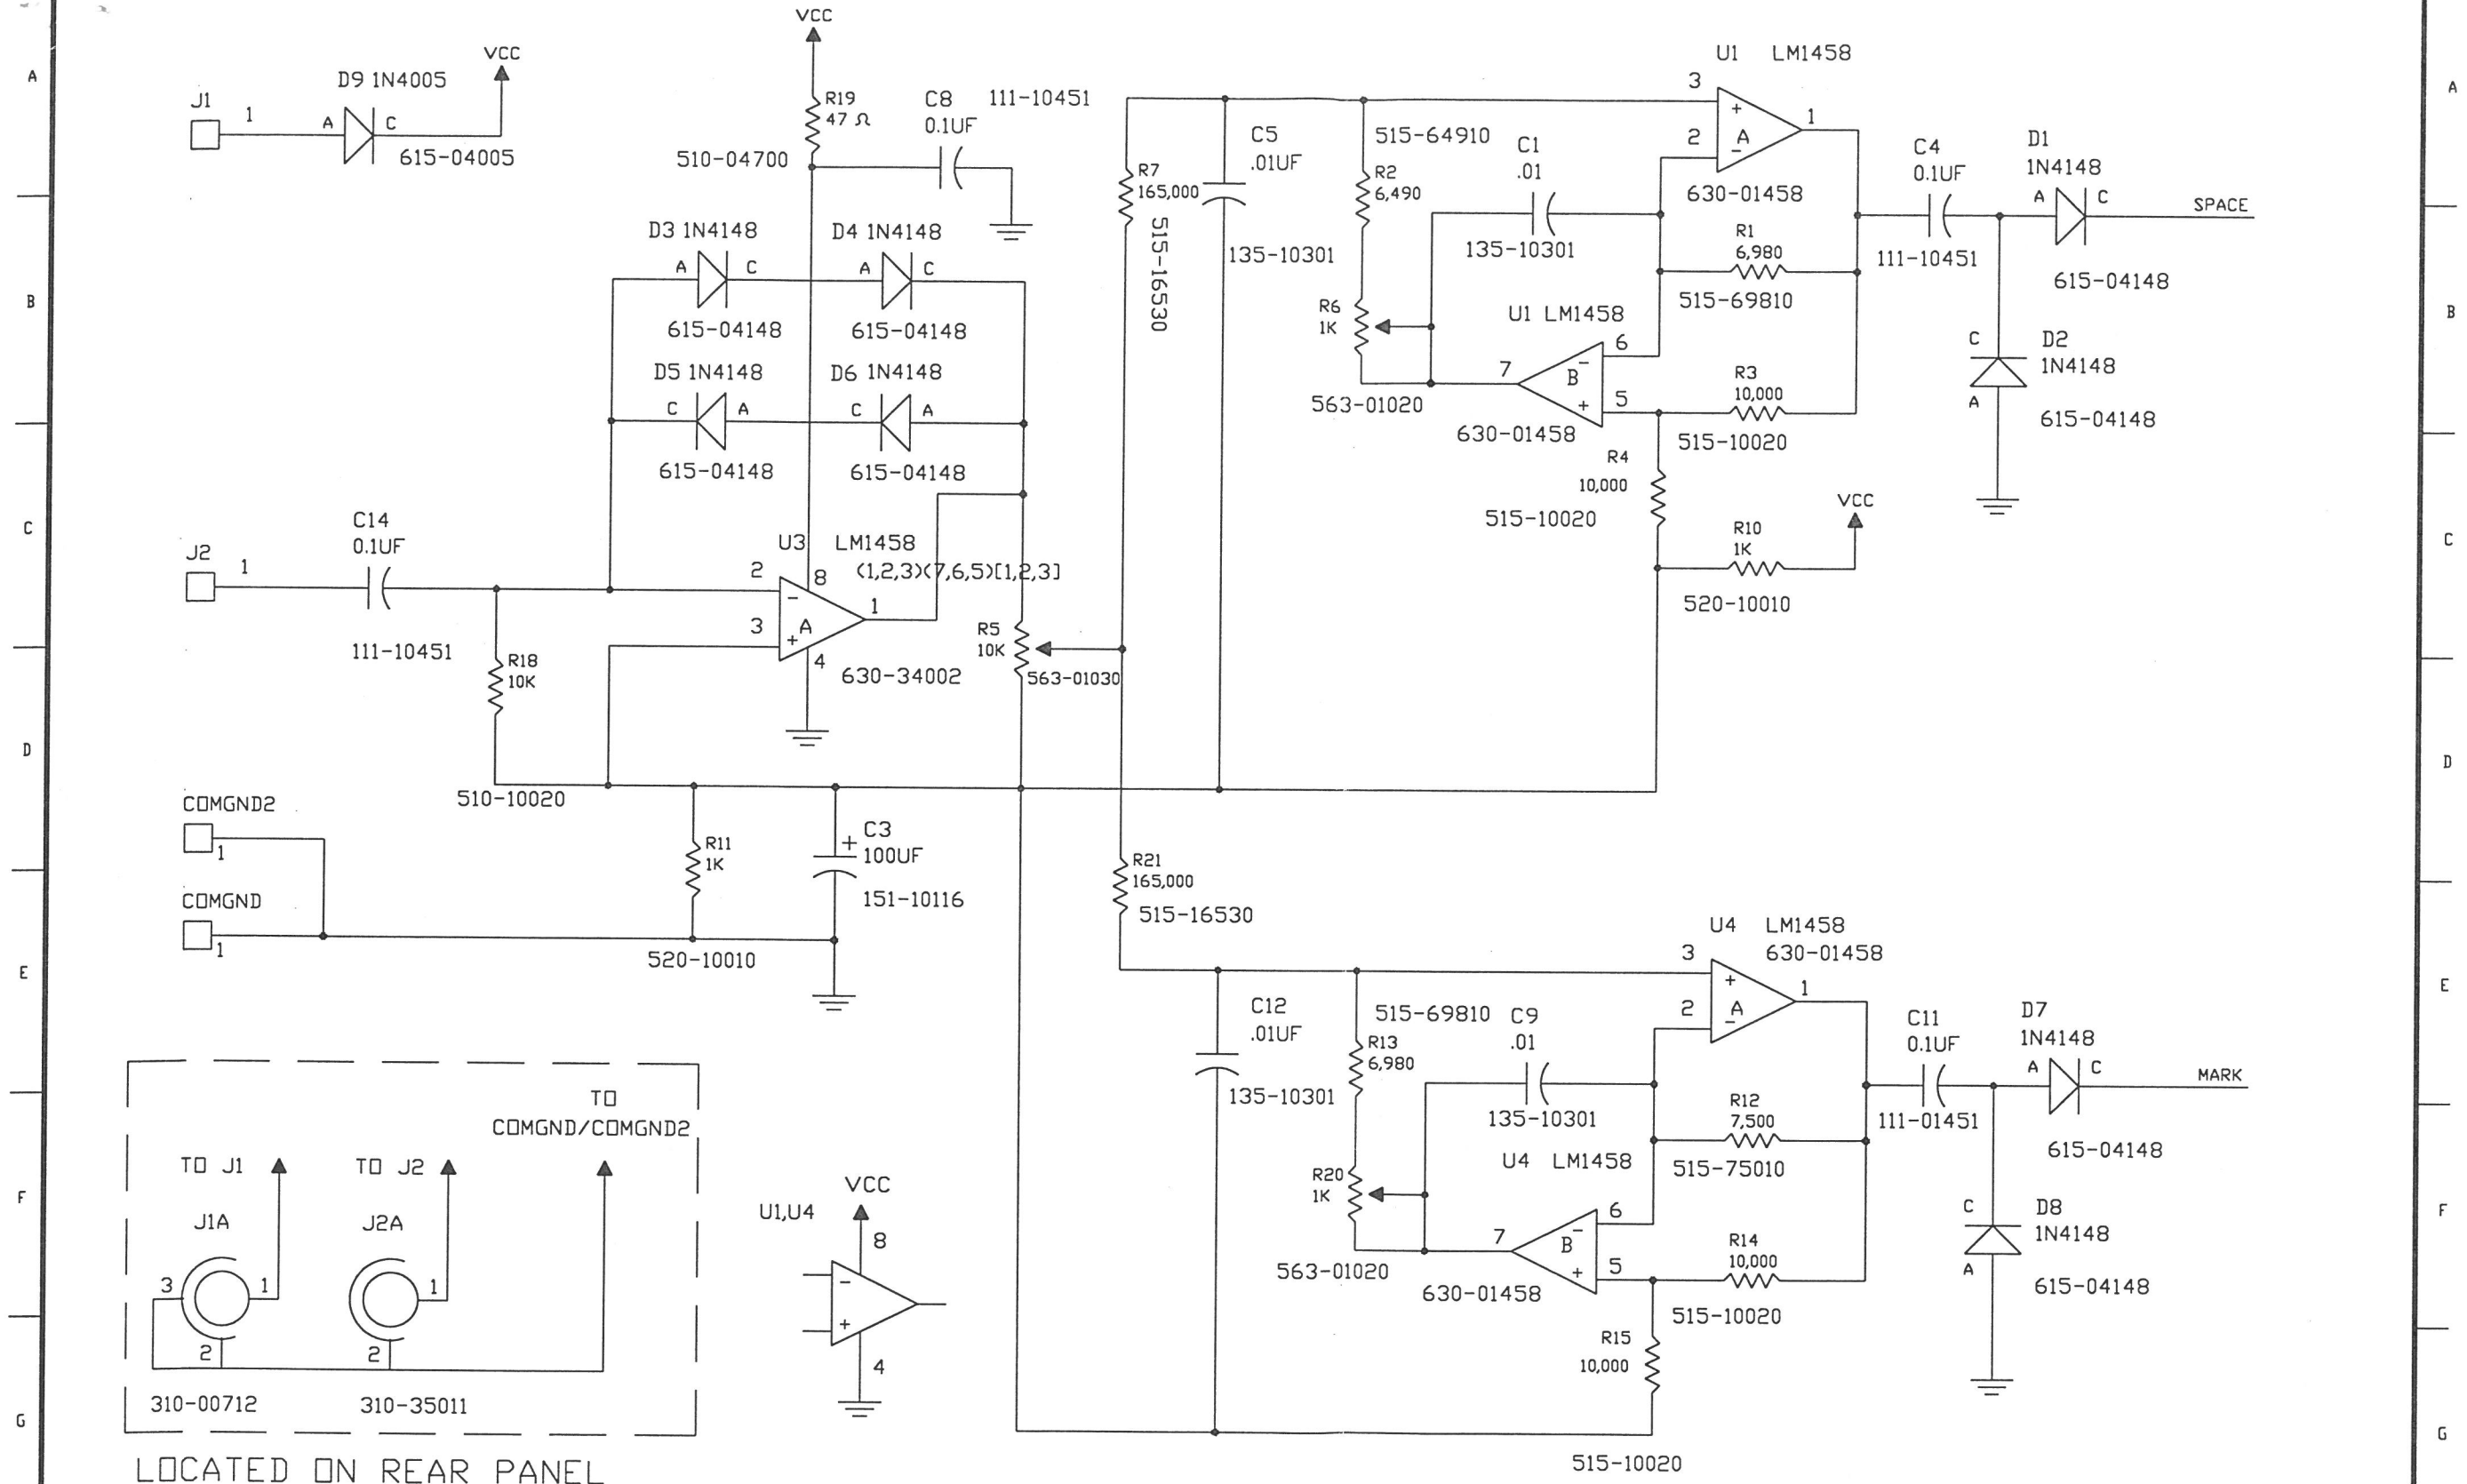 A
B
C
D
E
F
G
A
B
C
D
E
F
G
J1
1
D9 1N4005
A
C
615-04005
VCC
VCC
R19
47 Ω
510-04700
C8
0.1UF
111-10451
D3 1N4148
A
C
615-04148
D4 1N4148
A
C
615-04148
D5 1N4148
C
A
615-04148
D6 1N4148
C
A
615-04148
J2
1
C14
0.1UF
111-10451
R18
10K
510-10020
U3
LM1458
(1,2,3)(7,6,5)[1,2,3]
2
8
3
1
4
-
+
A
630-34002
R5
10K
563-01030
COMGND2
1
COMGND
1
R11
1K
520-10010
+
C3
100UF
151-10116
R7
165,000
515-16530
C5
.01UF
135-10301
515-64910
R2
6,490
R6
1K
563-01020
C1
.01
135-10301
U1 LM1458
3
2
1
+
A
-
630-01458
R1
6,980
515-69810
U1 LM1458
6
7
5
-
B
+
630-01458
R3
10,000
515-10020
R4
10,000
515-10020
R10
1K
520-10010
VCC
C4
0.1UF
111-10451
D1
1N4148
A
C
SPACE
615-04148
C
D2
1N4148
A
615-04148
R21
165,000
515-16530
C12
.01UF
135-10301
515-69810
R13
6,980
R20
1K
563-01020
C9
.01
135-10301
U4 LM1458
630-01458
3
2
1
+
A
-
R12
7,500
515-75010
U4 LM1458
6
7
5
-
B
+
630-01458
R14
10,000
515-10020
R15
10,000
515-10020
C11
0.1UF
111-01451
D7
1N4148
A
C
MARK
615-04148
C
D8
1N4148
A
615-04148
TO
COMGND/COMGND2
TO J1
TO J2
J1A
J2A
3
1
2
1
2
310-00712
310-35011
LOCATED ON REAR PANEL
U1,U4
VCC
8
-
+
4